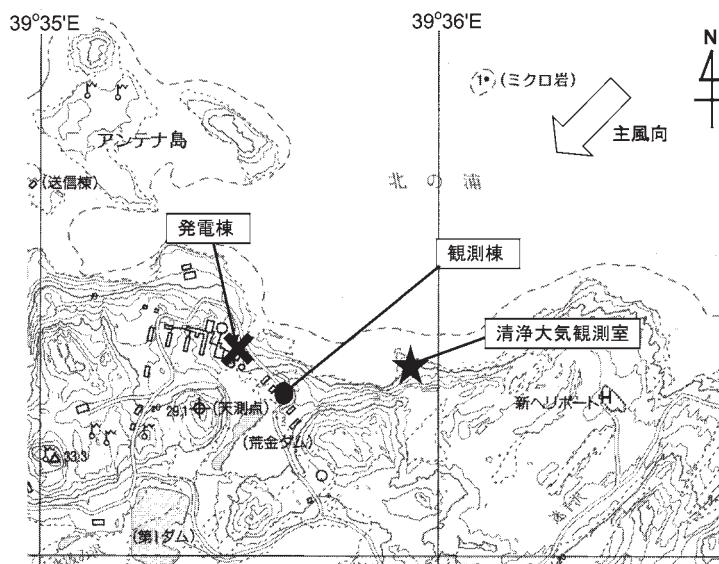 39°35'E
39°36'E
N
1•(ミクロ岩)
主風向
アンテナ島
(送信棟)
北の浦
発電棟
観測棟
清浄大気観測室
新ヘリポート
H
29.1
(天測点)
(荒金ダム)
33.3
(第1ダム)